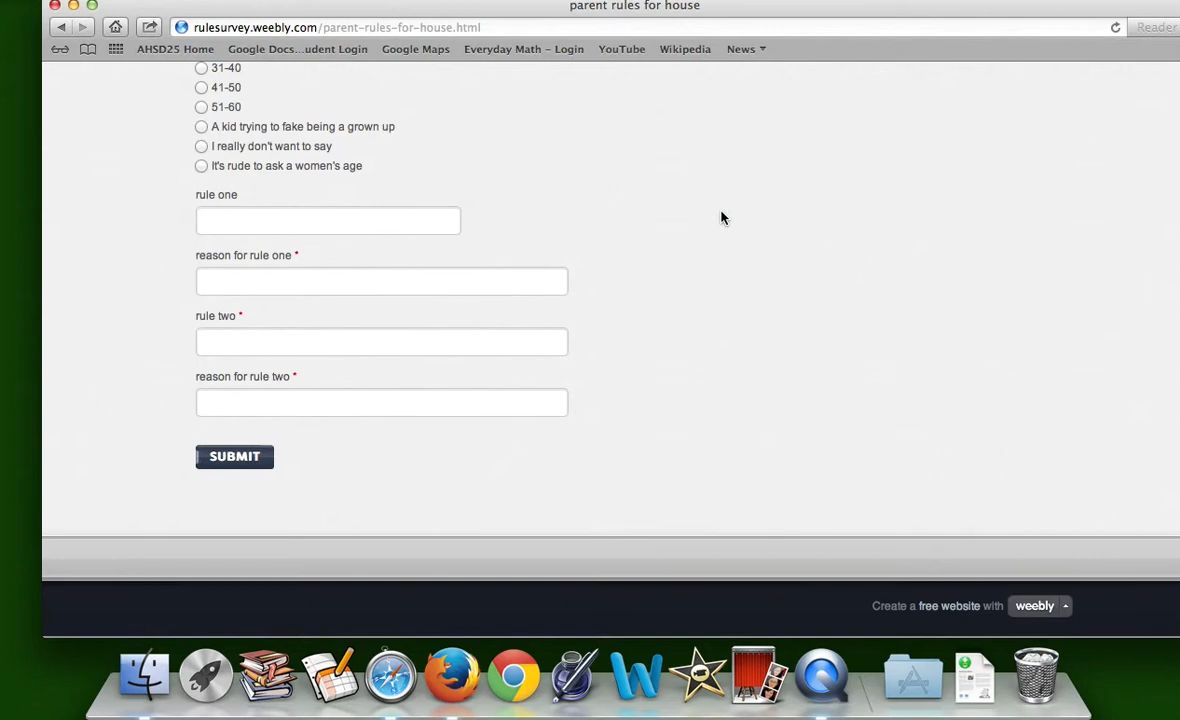 parent rules for house
rulesurvey.weebly.com/parent-rules-for-house.html
Reader
AHSD25 Home Google Docs...udent Login Google Maps Everyday Math - Login YouTube Wikipedia News
31-40
41-50
51-60
A kid trying to fake being a grown up
I really don't want to say
It's rude to ask a women's age
rule one
reason for rule one *
rule two *
reason for rule two *
SUBMIT
Create a free website with weebly